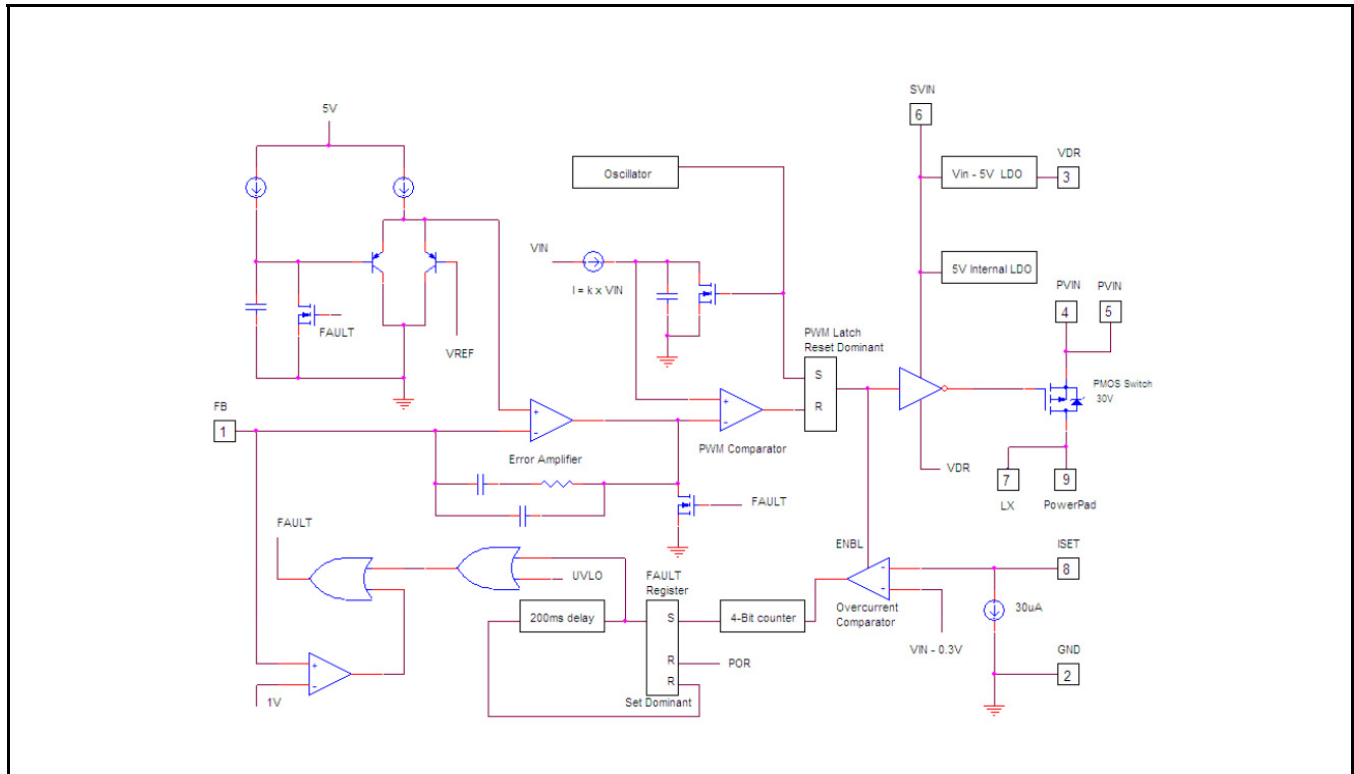 SVIN
6
5V
VDR
Oscillator
Vin - 5V LDO
3
VIN
5V Internal LDO
I = k x VIN
PVIN
PVIN
4
5
FAULT
VREF
PWM Latch
Reset Dominant
S
R
PMOS Switch
30V
FB
1
+
-
+
-
Error Amplifier
PWM Comparator
VDR
7
9
LX
PowerPad
FAULT
FAULT
ENBL
ISET
UVLO
FAULT
Register
-
-
8
200ms delay
S
4-Bit counter
Overcurrent
Comparator
30uA
VIN - 0.3V
GND
R
POR
+
-
R
2
1V
Set Dominant